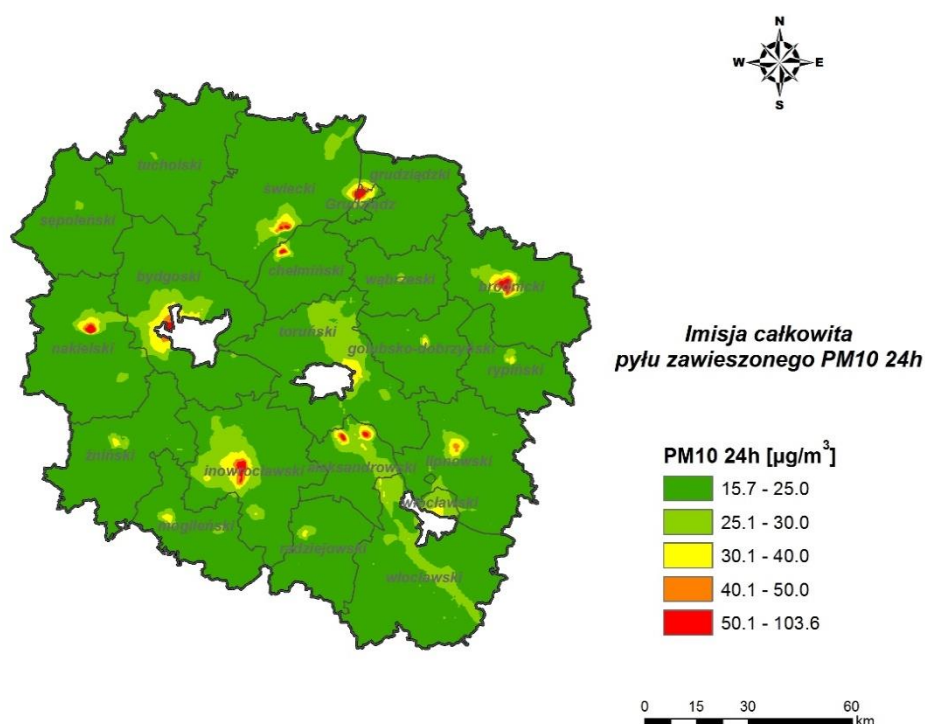 N
W E
S
tucholski
grudziądzki
świecki
Grudziądz
sępoleński
chełmiński
bydgoski
wąbrzeski
brodnicki
toruński
nakielski
golubsko-dobrzyński
rypiński
Imisja całkowita
pyłu zawieszonego PM10 24h
żniński
inowrocławski
aleksandrowski
lipnowski
PM10 24h [µg/m³]
15.7 - 25.0
włocławski
mogileński
25.1 - 30.0
radziejowski
30.1 - 40.0
włocławski
40.1 - 50.0
50.1 - 103.6
0 15 30 60
km